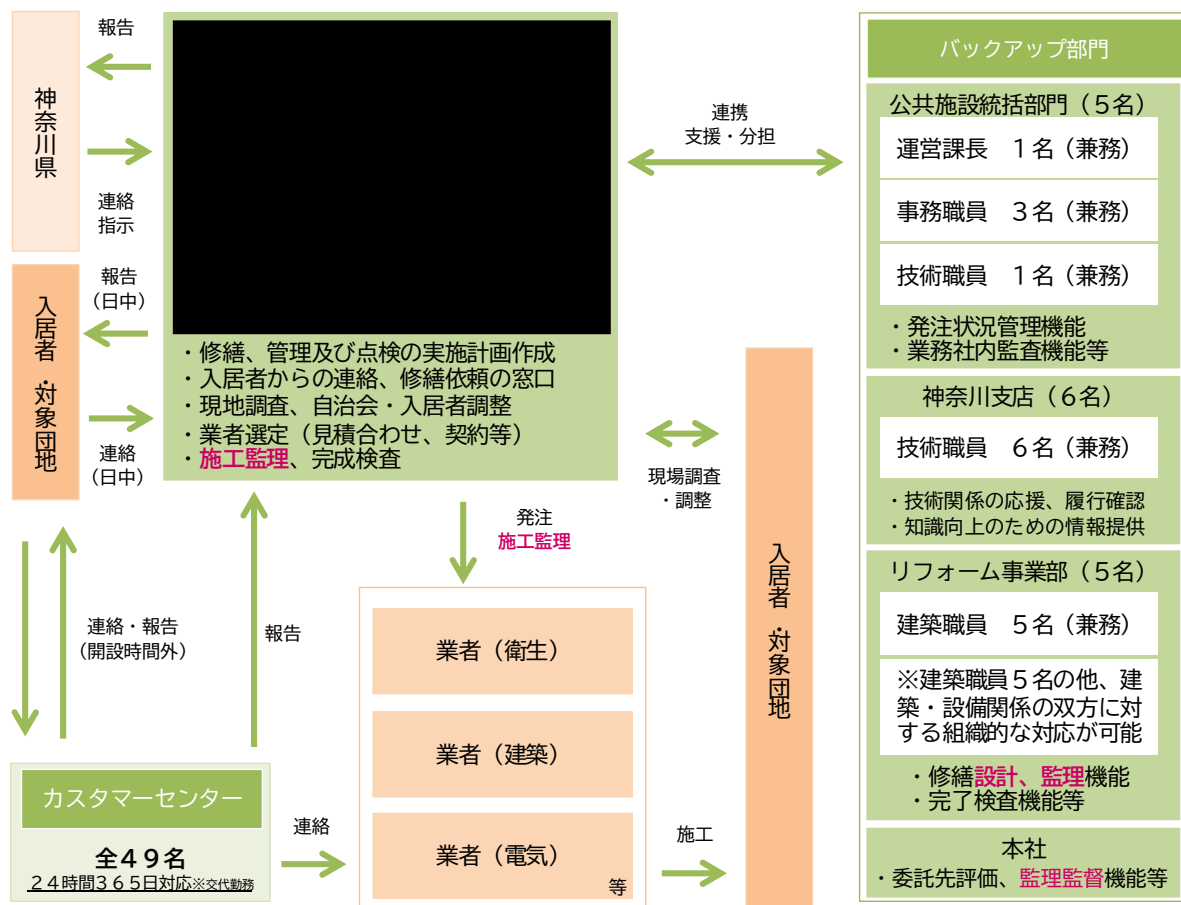 報告
神奈川県
連絡
指示
報告
（日中）
入居者・対象団地
連絡
（日中）
・修繕、管理及び点検の実施計画作成
・入居者からの連絡、修繕依頼の窓口
・現地調査、自治会・入居者調整
・業者選定（見積合わせ、契約等）
・施工監理、完成検査
連携
支援・分担
現場調査
・調整
発注
施工監理
連絡・報告
（開設時間外）
報告
カスタマーセンター
全４９名
２４時間３６５日対応※交代勤務
連絡
業者（衛生）
業者（建築）
業者（電気）
等
施工
入居者・対象団地
バックアップ部門
公共施設統括部門（５名）
運営課長　１名（兼務）
事務職員　３名（兼務）
技術職員　１名（兼務）
・発注状況管理機能
・業務社内監査機能等
神奈川支店（６名）
技術職員　６名（兼務）
・技術関係の応援、履行確認
・知識向上のための情報提供
リフォーム事業部（５名）
建築職員　５名（兼務）
※建築職員５名の他、建
築・設備関係の双方に対
する組織的な対応が可能
・修繕設計、監理機能
・完了検査機能等
本社
・委託先評価、監理監督機能等